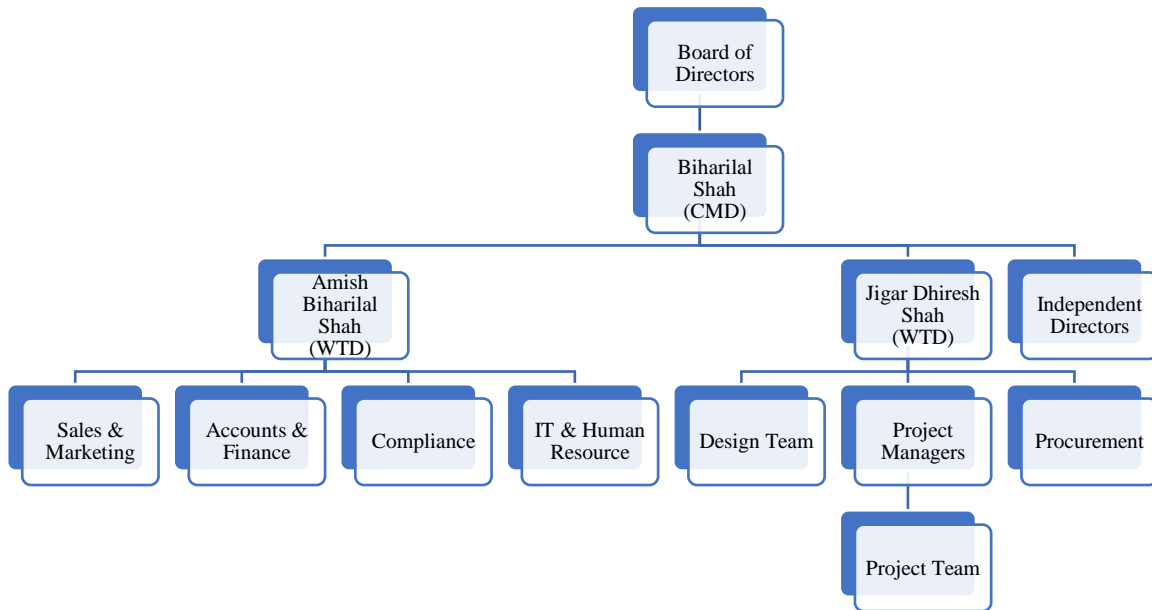 Board of
Directors
Biharilal
Shah
(CMD)
Amish
Biharilal
Shah
(WTD)
Jigar Dhiresh
Shah
(WTD)
Independent
Directors
Sales &
Marketing
Accounts &
Finance
Compliance
IT & Human
Resource
Design Team
Project
Managers
Procurement
Project Team